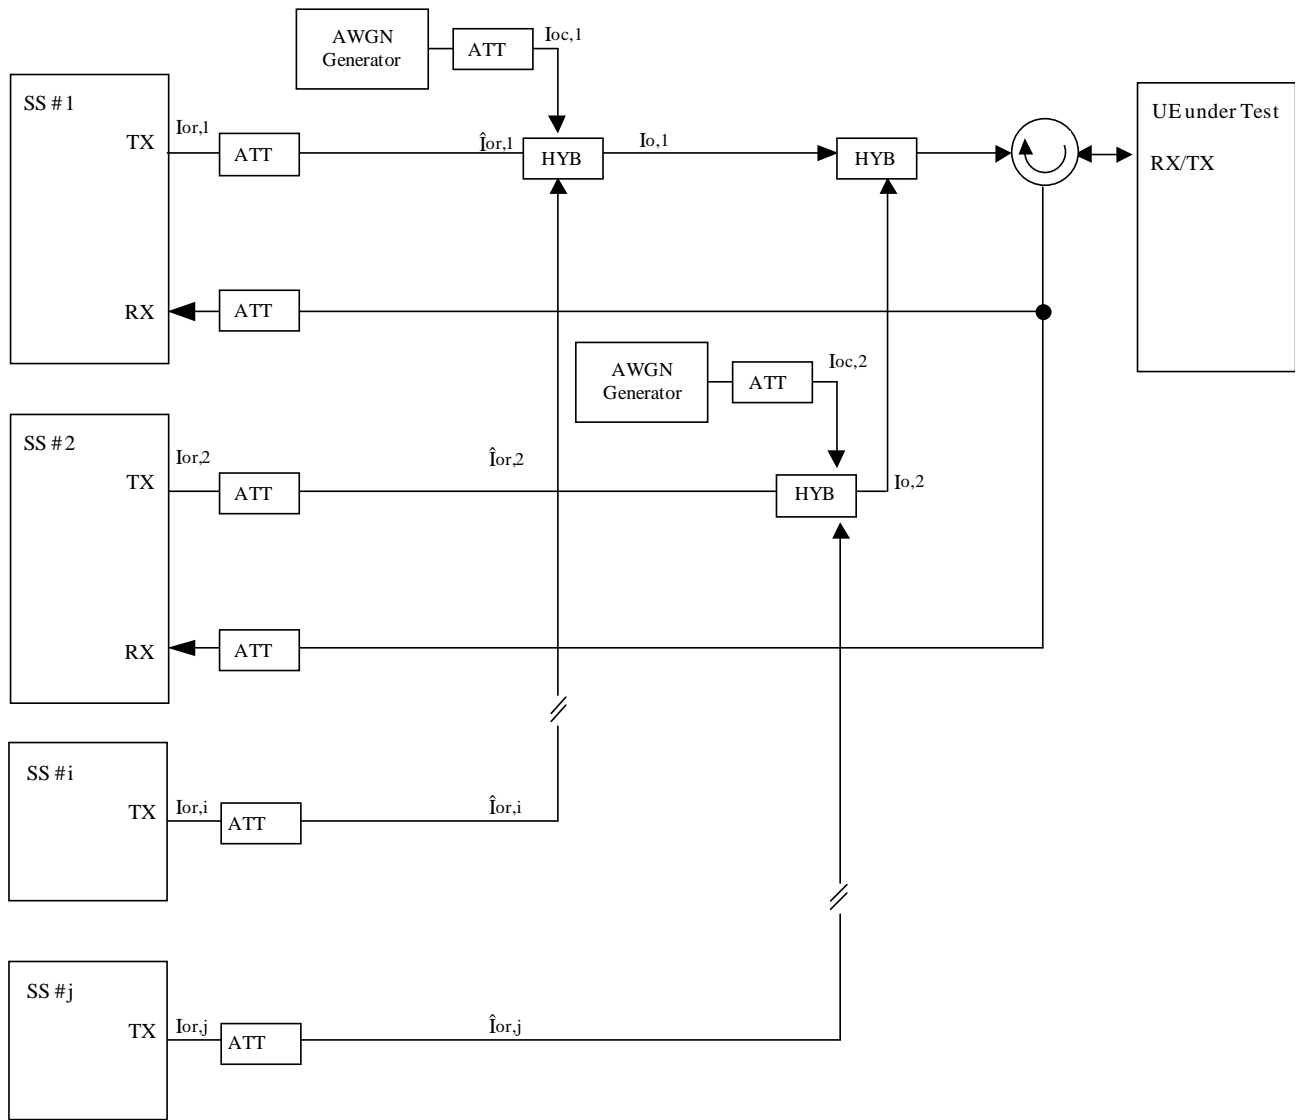 AWGN
Generator
ATT
Ioc,1
SS #1
TX
Ior,1
ATT
Îor,1
HYB
Io,1
HYB
UE under Test
RX/TX
RX
ATT
AWGN
Generator
ATT
Ioc,2
SS #2
TX
Ior,2
ATT
Îor,2
HYB
Io,2
RX
ATT
SS #i
TX
Ior,i
ATT
Îor,i
SS #j
TX
Ior,j
ATT
Îor,j